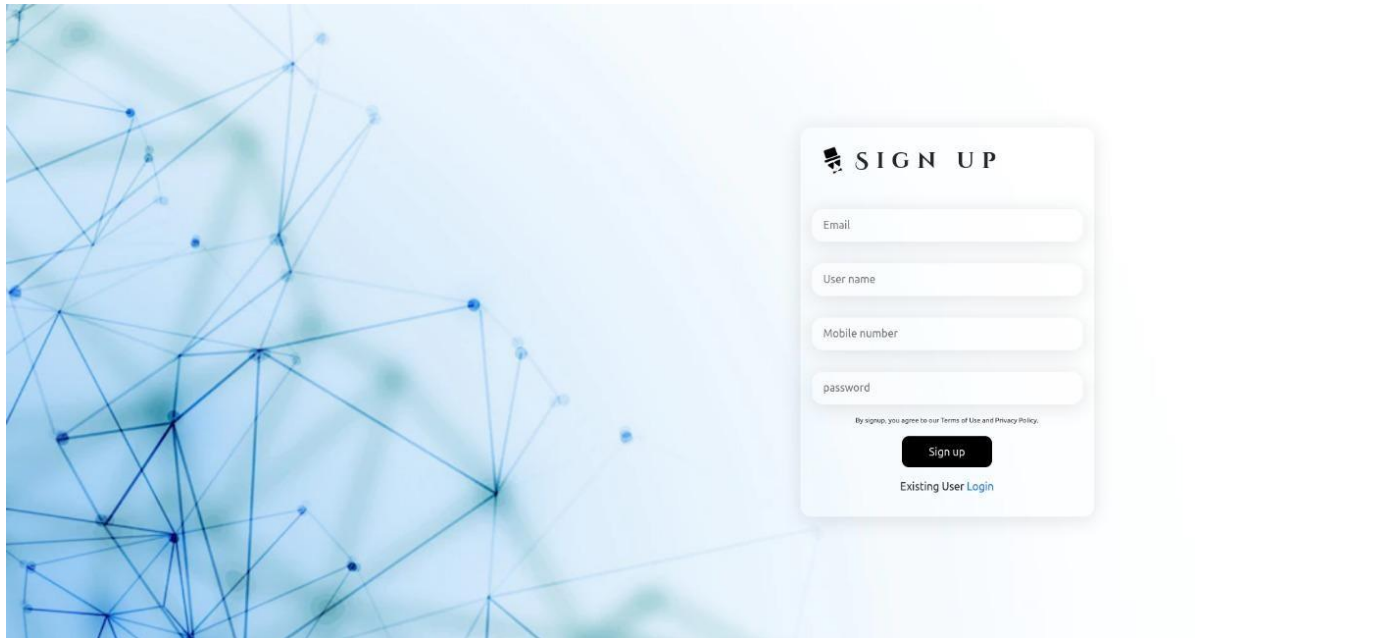 SIGN UP
Email
User name
Mobile number
password
By signup, you agree to our Terms of Use and Privacy Policy.
Sign up
Existing User Login